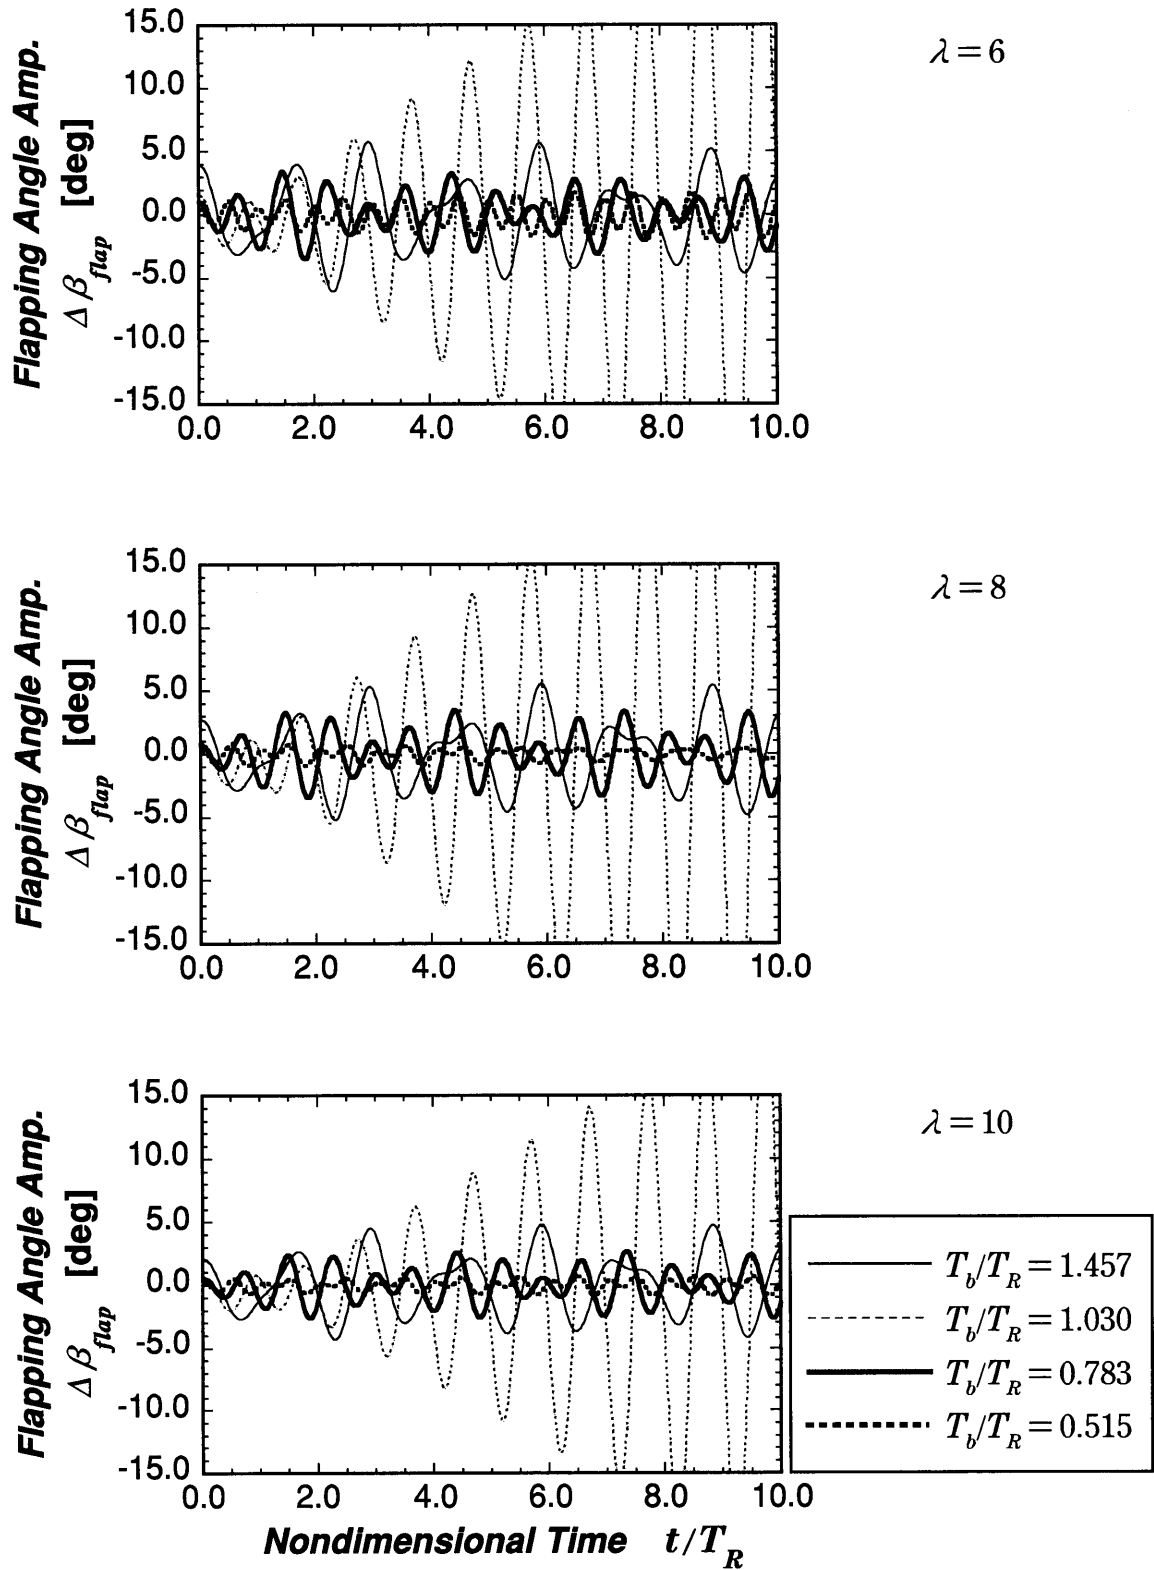 Flapping Angle Amp.
Δβ_flap [deg]
15.0
10.0
5.0
0.0
-5.0
-10.0
-15.0
0.0 2.0 4.0 6.0 8.0 10.0
λ=6
Flapping Angle Amp.
Δβ_flap [deg]
15.0
10.0
5.0
0.0
-5.0
-10.0
-15.0
0.0 2.0 4.0 6.0 8.0 10.0
λ=8
Flapping Angle Amp.
Δβ_flap [deg]
15.0
10.0
5.0
0.0
-5.0
-10.0
-15.0
0.0 2.0 4.0 6.0 8.0 10.0
λ=10
T_b/T_R=1.457
T_b/T_R=1.030
T_b/T_R=0.783
T_b/T_R=0.515
Nondimensional Time t/T_R